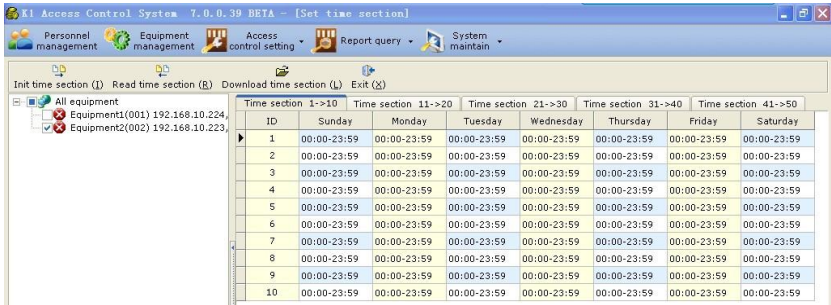 K1 Access Control System 7.0.0.39 BETA - [Set time section]
Personnel management Equipment management Access control setting Report query System maintain
Init time section (I) Read time section (R) Download time section (L) Exit (X)
All equipment
Equipment1(001) 192.168.10.224,
Equipment2(002) 192.168.10.223,
Time section 1->10 Time section 11->20 Time section 21->30 Time section 31->40 Time section 41->50
ID Sunday Monday Tuesday Wednesday Thursday Friday Saturday
1 00:00-23:59 00:00-23:59 00:00-23:59 00:00-23:59 00:00-23:59 00:00-23:59 00:00-23:59
2 00:00-23:59 00:00-23:59 00:00-23:59 00:00-23:59 00:00-23:59 00:00-23:59 00:00-23:59
3 00:00-23:59 00:00-23:59 00:00-23:59 00:00-23:59 00:00-23:59 00:00-23:59 00:00-23:59
4 00:00-23:59 00:00-23:59 00:00-23:59 00:00-23:59 00:00-23:59 00:00-23:59 00:00-23:59
5 00:00-23:59 00:00-23:59 00:00-23:59 00:00-23:59 00:00-23:59 00:00-23:59 00:00-23:59
6 00:00-23:59 00:00-23:59 00:00-23:59 00:00-23:59 00:00-23:59 00:00-23:59 00:00-23:59
7 00:00-23:59 00:00-23:59 00:00-23:59 00:00-23:59 00:00-23:59 00:00-23:59 00:00-23:59
8 00:00-23:59 00:00-23:59 00:00-23:59 00:00-23:59 00:00-23:59 00:00-23:59 00:00-23:59
9 00:00-23:59 00:00-23:59 00:00-23:59 00:00-23:59 00:00-23:59 00:00-23:59 00:00-23:59
10 00:00-23:59 00:00-23:59 00:00-23:59 00:00-23:59 00:00-23:59 00:00-23:59 00:00-23:59